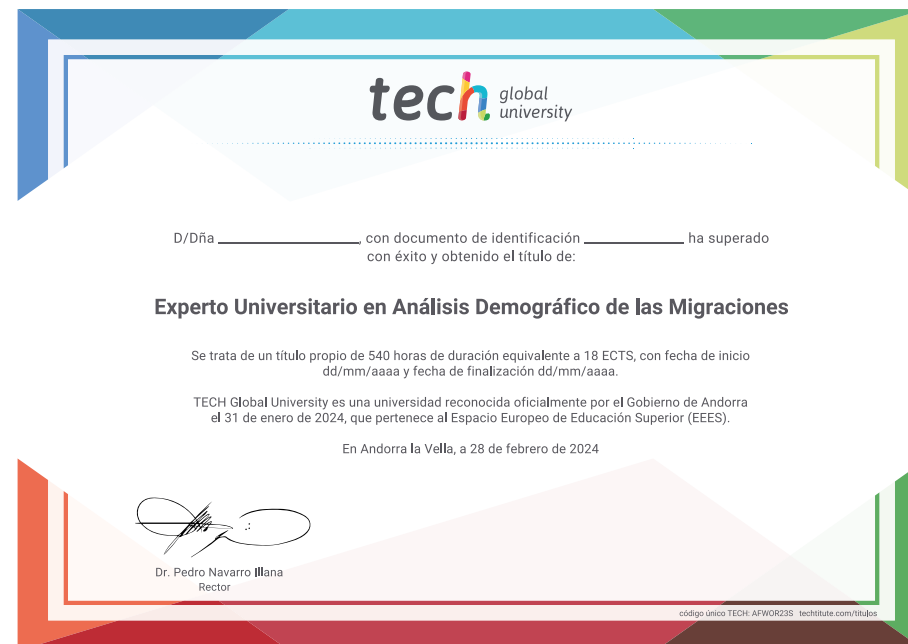 tech global university
D/Dña ____________________, con documento de identificación ______________ ha superado
con éxito y obtenido el título de:
Experto Universitario en Análisis Demográfico de las Migraciones
Se trata de un título propio de 540 horas de duración equivalente a 18 ECTS, con fecha de inicio
dd/mm/aaaa y fecha de finalización dd/mm/aaaa.
TECH Global University es una universidad reconocida oficialmente por el Gobierno de Andorra
el 31 de enero de 2024, que pertenece al Espacio Europeo de Educación Superior (EEES).
En Andorra la Vella, a 28 de febrero de 2024
Dr. Pedro Navarro Illana
Rector
código único TECH: AFWOR23S techtitute.com/titulos